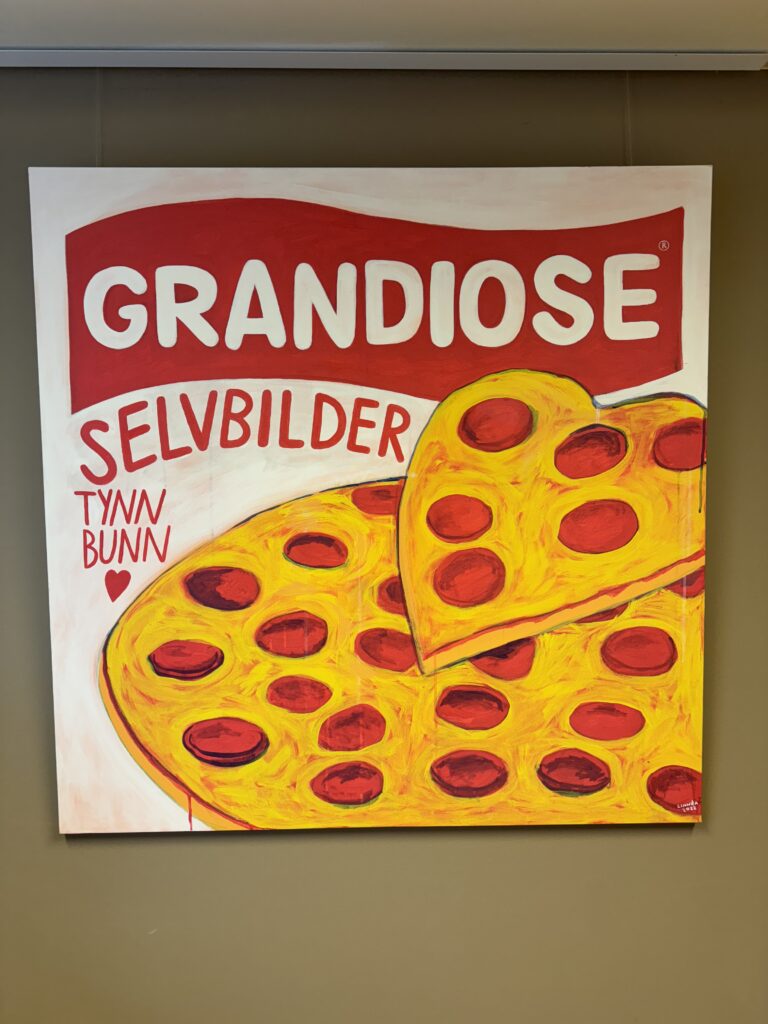 GRANDIOSE ®
SELVBILDER
TYNN
BUNN